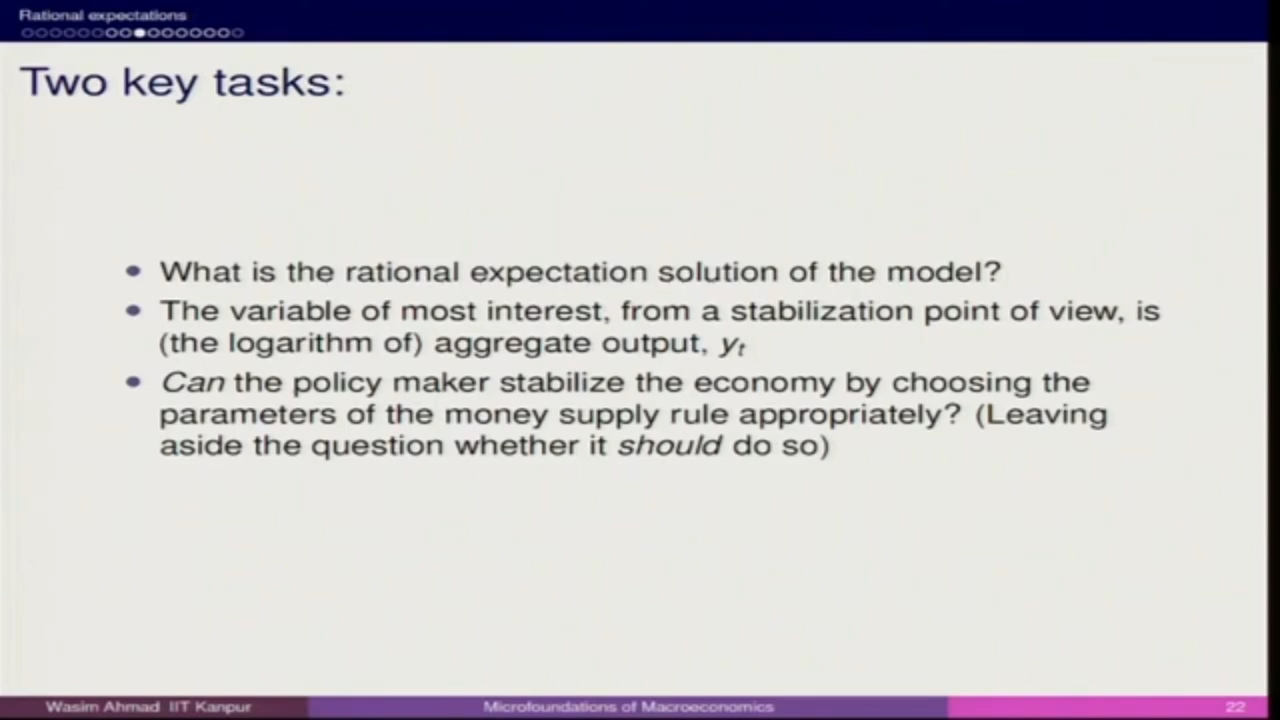 Rational expectations
Two key tasks:
• What is the rational expectation solution of the model?
• The variable of most interest, from a stabilization point of view, is
(the logarithm of) aggregate output, yt
• Can the policy maker stabilize the economy by choosing the
parameters of the money supply rule appropriately? (Leaving
aside the question whether it should do so)
Wasim Ahmad IIT Kanpur
Microfoundations of Macroeconomics
22